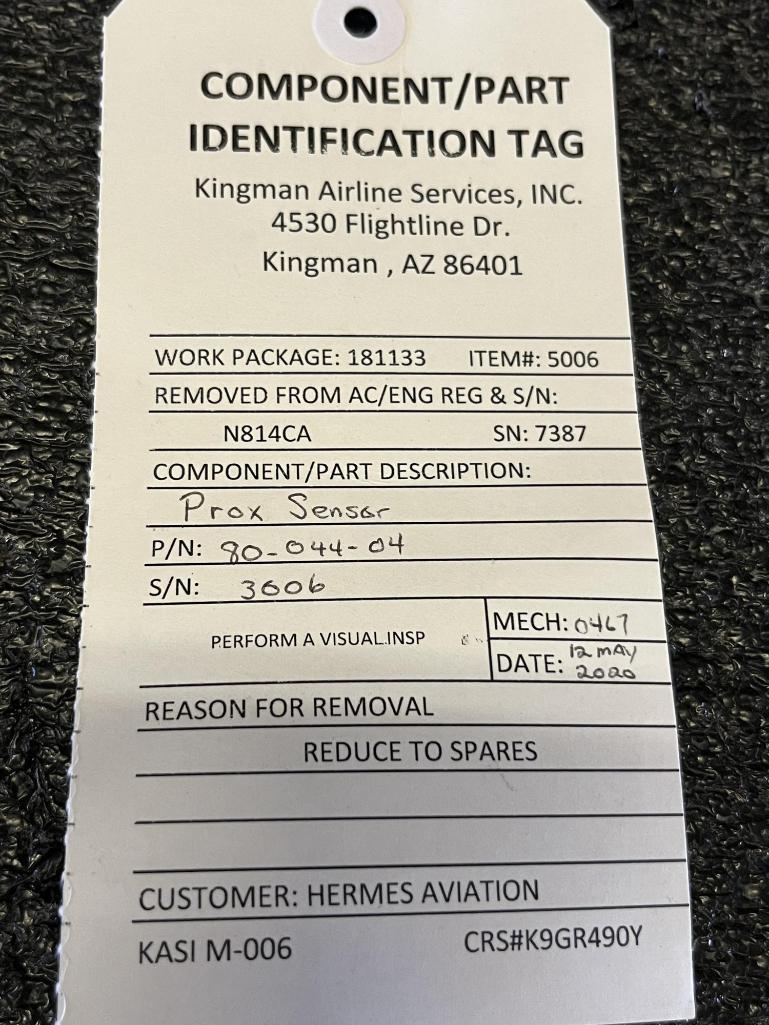 COMPONENT/PART
IDENTIFICATION TAG
Kingman Airline Services, INC.
4530 Flightline Dr.
Kingman , AZ 86401
WORK PACKAGE: 181133 ITEM#: 5006
REMOVED FROM AC/ENG REG & S/N:
N814CA SN: 7387
COMPONENT/PART DESCRIPTION:
Prox Sensor
P/N: 80-044-04
S/N: 3606
PERFORM A VISUAL.INSP
MECH: 0467
DATE: 12 MAY
2020
REASON FOR REMOVAL
REDUCE TO SPARES
CUSTOMER: HERMES AVIATION
KASI M-006 CRS#K9GR490Y